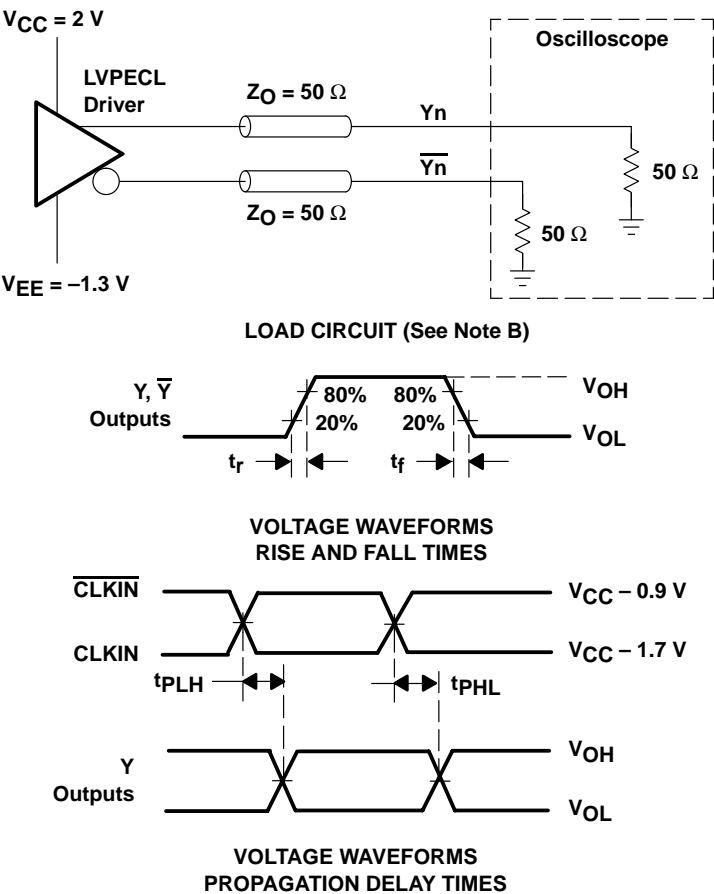 VCC = 2 V
Oscilloscope
LVPECL
Driver
ZO = 50 Ω
Yn
50 Ω
Y̅n̅
ZO = 50 Ω
50 Ω
VEE = –1.3 V
LOAD CIRCUIT (See Note B)
Y, Y̅
Outputs
80%
80%
VOH
20%
20%
VOL
tr
tf
VOLTAGE WAVEFORMS
RISE AND FALL TIMES
C̅L̅K̅I̅N̅
VCC – 0.9 V
CLKIN
VCC – 1.7 V
tPLH
tPHL
Y
Outputs
VOH
VOL
VOLTAGE WAVEFORMS
PROPAGATION DELAY TIMES